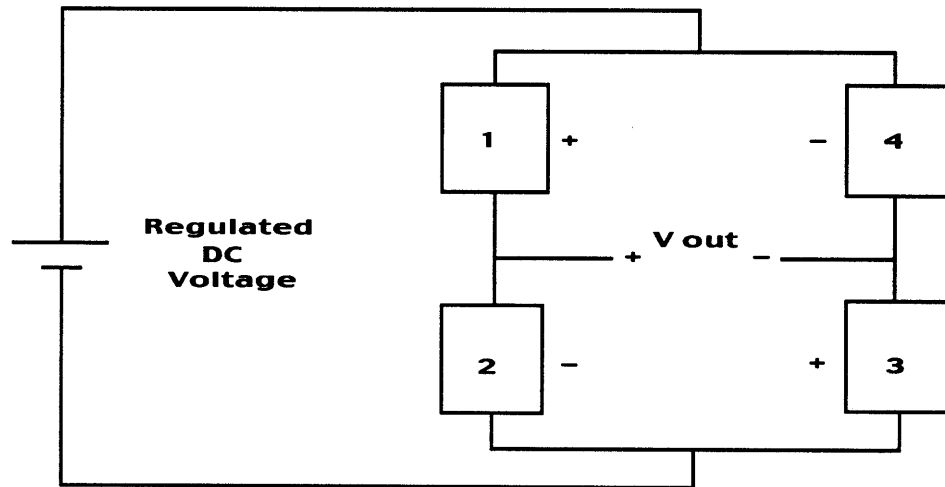 1 + − 4
Regulated
DC
Voltage
+ V out −
2 − + 3